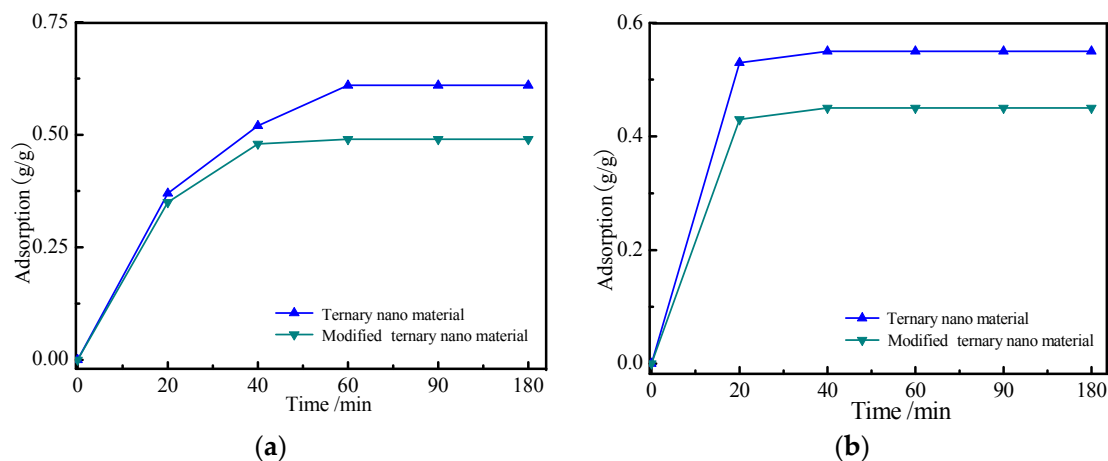 0.75
0.50
0.25
0.00
Adsorption (g/g)
Ternary nano material
Modified ternary nano material
0 20 40 60 90 180
Time /min
(a)
0.6
0.4
0.2
0.0
Adsorption (g/g)
Ternary nano material
Modified ternary nano material
0 20 40 60 90 180
Time /min
(b)